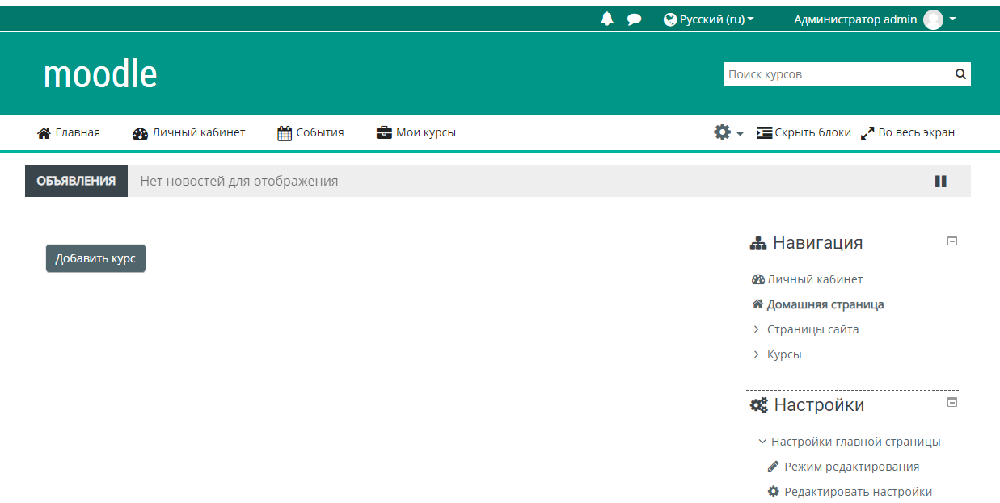 Русский (ru) Администратор admin
moodle
Поиск курсов
Главная Личный кабинет События Мои курсы Скрыть блоки Во весь экран
ОБЪЯВЛЕНИЯ Нет новостей для отображения
Добавить курс
Навигация
Личный кабинет
Домашняя страница
Страницы сайта
Курсы
Настройки
Настройки главной страницы
Режим редактирования
Редактировать настройки